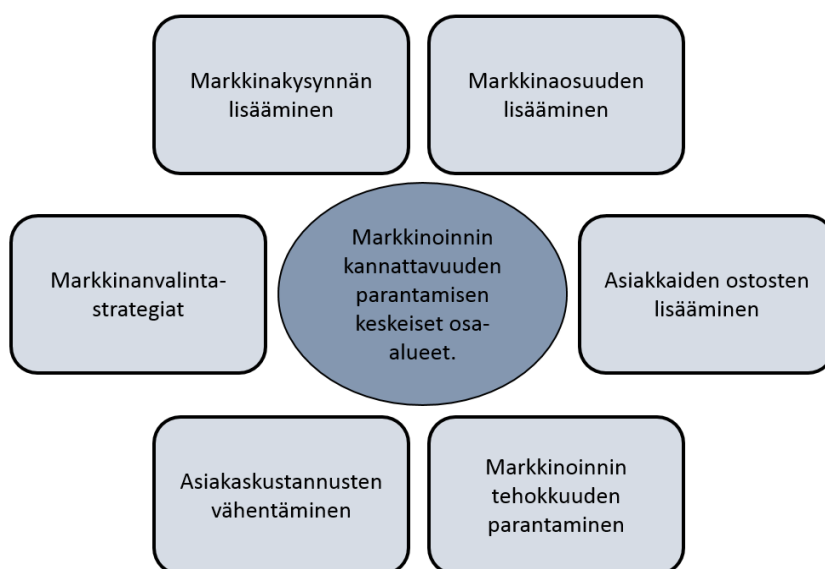 Markkinakysynnän
lisääminen
Markkinaosuuden
lisääminen
Markkinanvalinta-
strategiat
Markkinoinnin
kannattavuuden
parantamisen
keskeiset osa-
alueet.
Asiakkaiden ostosten
lisääminen
Asiakaskustannusten
vähentäminen
Markkinoinnin
tehokkuuden
parantaminen